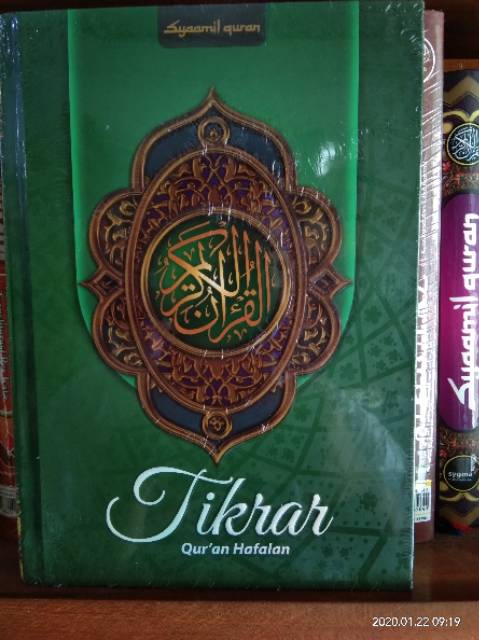 Syaamil quran
القرآن الكريم
Tikrar
Qur'an Hafalan
Syaamil quran
sygma
2020.01.22 09:19